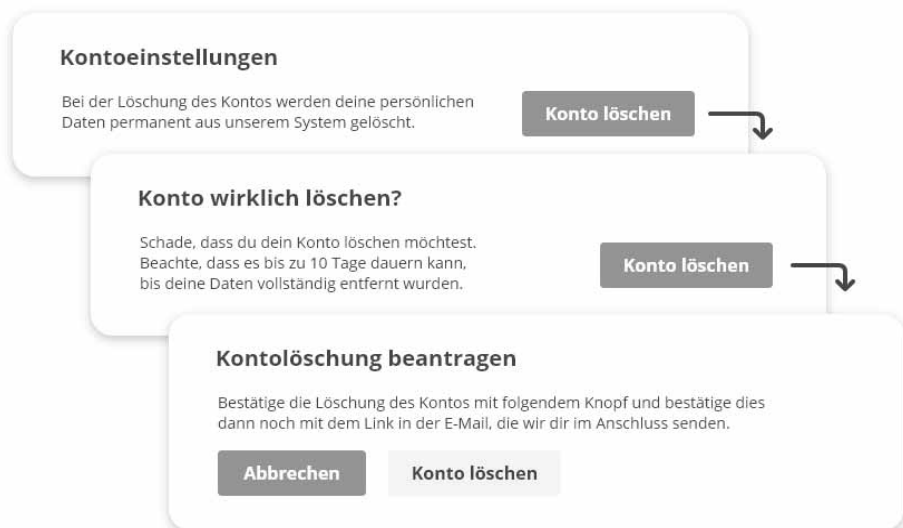 Kontoeinstellungen
Bei der Löschung des Kontos werden deine persönlichen
Daten permanent aus unserem System gelöscht.
Konto löschen
Konto wirklich löschen?
Schade, dass du dein Konto löschen möchtest.
Beachte, dass es bis zu 10 Tage dauern kann,
bis deine Daten vollständig entfernt wurden.
Konto löschen
Kontolöschung beantragen
Bestätige die Löschung des Kontos mit folgendem Knopf und bestätige dies
dann noch mit dem Link in der E-Mail, die wir dir im Anschluss senden.
Abbrechen
Konto löschen